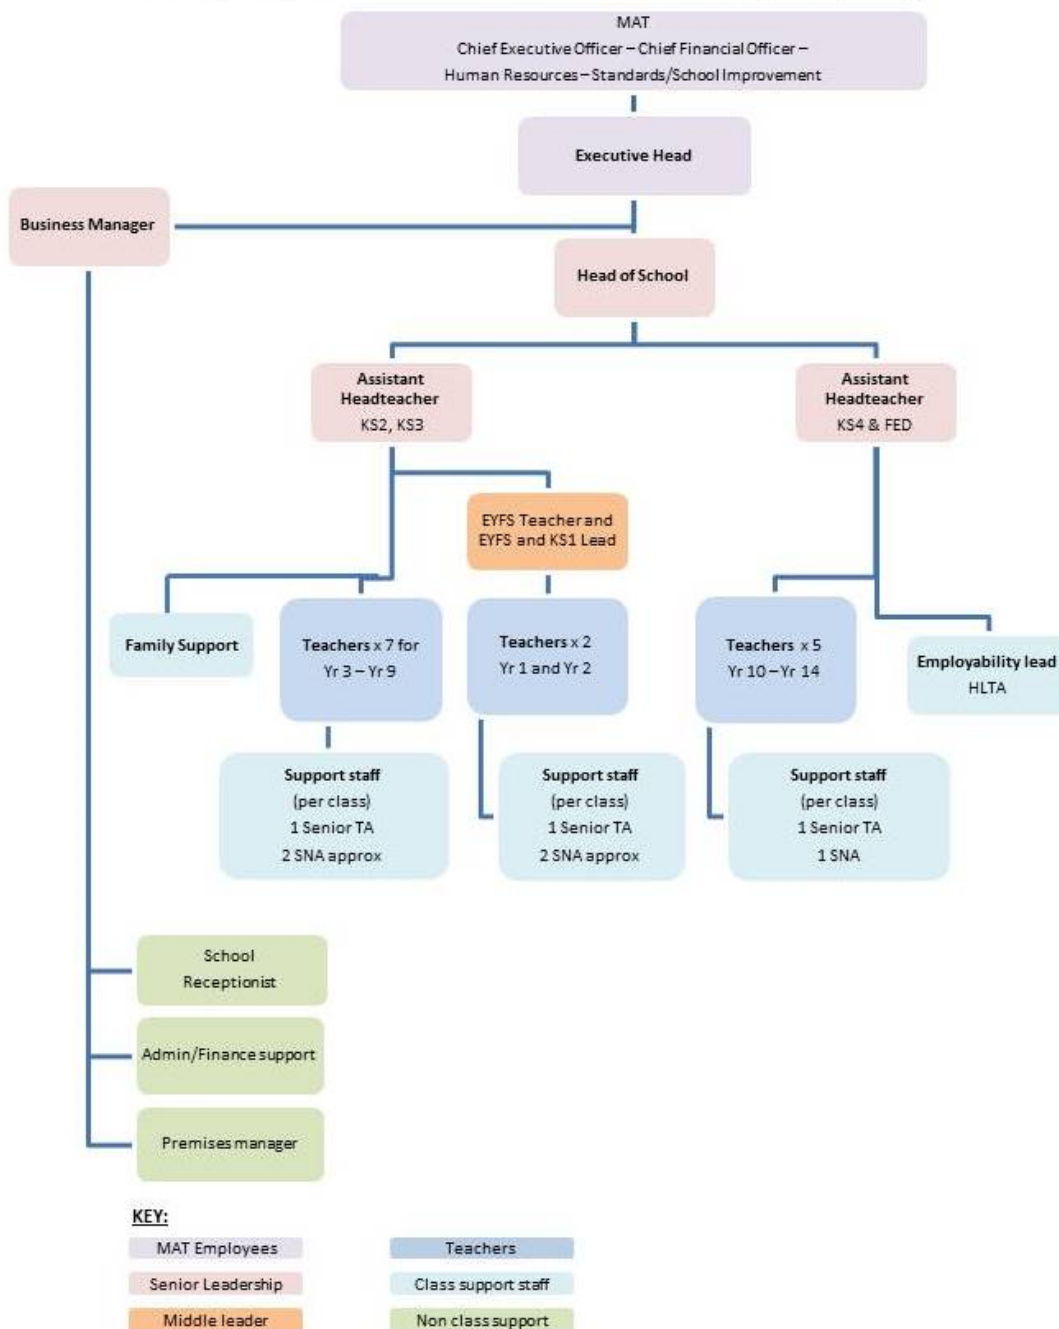 MAT
Chief Executive Officer – Chief Financial Officer –
Human Resources – Standards/School Improvement
Executive Head
Business Manager
Head of School
Assistant
Headteacher
KS2, KS3
Assistant
Headteacher
KS4 & FED
EYFS Teacher and
EYFS and KS1 Lead
Family Support
Teachers x 7 for
Yr 3 – Yr 9
Teachers x 2
Yr 1 and Yr 2
Teachers x 5
Yr 10 – Yr 14
Employability lead
HLTA
Support staff
(per class)
1 Senior TA
2 SNA approx
Support staff
(per class)
1 Senior TA
2 SNA approx
Support staff
(per class)
1 Senior TA
1 SNA
School
Receptionist
Admin/Finance support
Premises manager
KEY:
MAT Employees
Teachers
Senior Leadership
Class support staff
Middle leader
Non class support